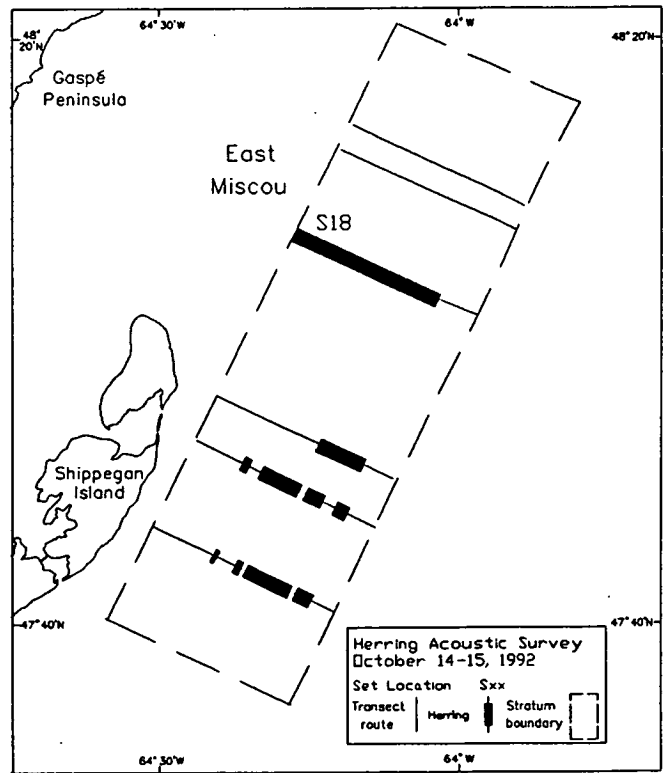 64° 30'W
64°W
48°
20'N
48°20'N
Gaspé
Peninsula
East
Miscou
S18
Shippegan
Island
47°40'N
47°40'N
Herring Acoustic Survey
October 14-15, 1992
Set Location Sxx
Transect
route
Herring
Stratum
boundary
64° 30'W
64°W